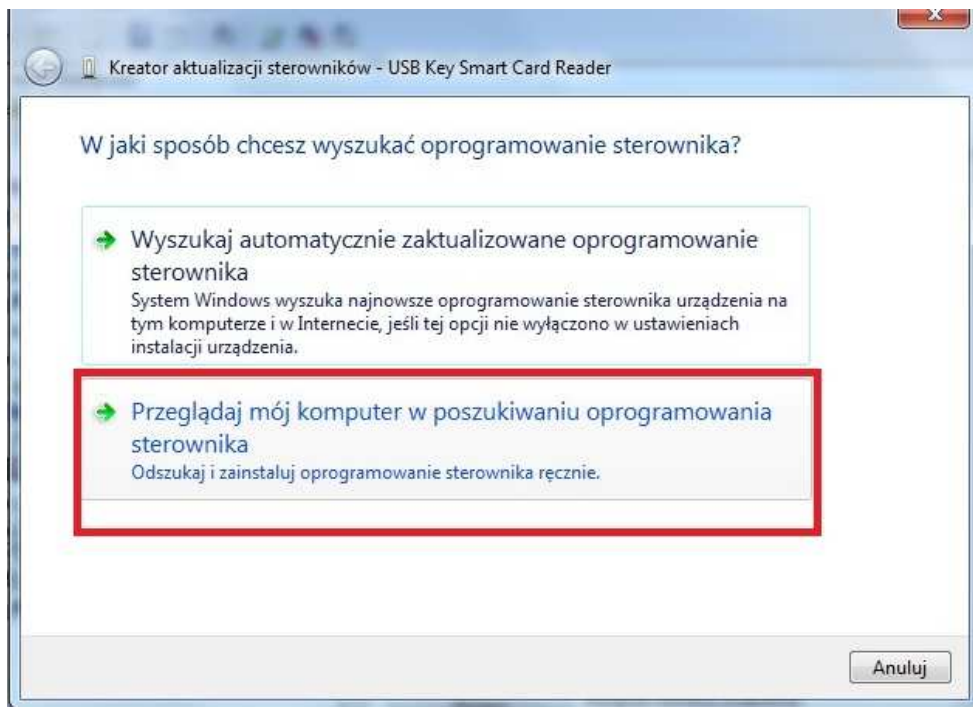 Kreator aktualizacji sterowników - USB Key Smart Card Reader
W jaki sposób chcesz wyszukać oprogramowanie sterownika?
Wyszukaj automatycznie zaktualizowane oprogramowanie
sterownika
System Windows wyszuka najnowsze oprogramowanie sterownika urządzenia na
tym komputerze i w Internecie, jeśli tej opcji nie wyłączono w ustawieniach
instalacji urządzenia.
Przeglądaj mój komputer w poszukiwaniu oprogramowania
sterownika
Odszukaj i zainstaluj oprogramowanie sterownika ręcznie.
Anuluj